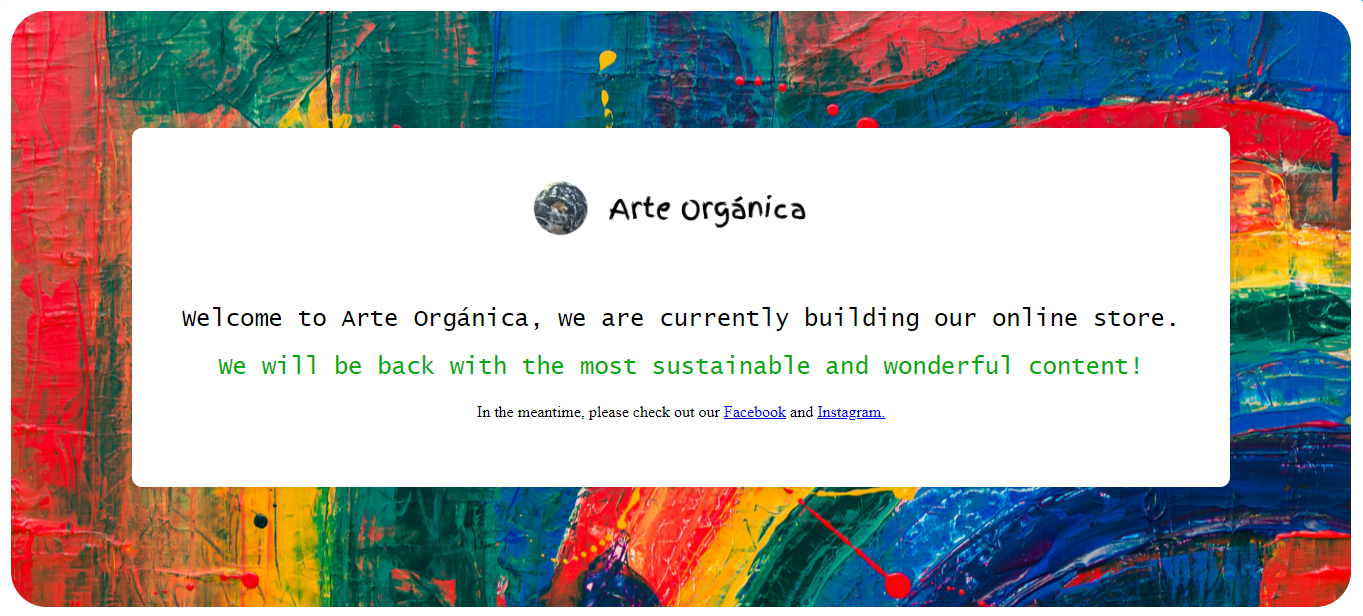 Arte Orgánica
Welcome to Arte Orgánica, we are currently building our online store.
We will be back with the most sustainable and wonderful content!
In the meantime, please check out our Facebook and Instagram.